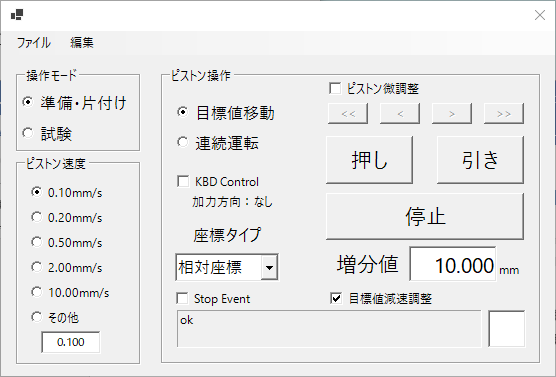 ファイル 編集
操作モード
準備・片付け
試験
ピストン速度
0.10mm/s
0.20mm/s
0.50mm/s
2.00mm/s
10.00mm/s
その他
0.100
ピストン操作
目標値移動
連続運転
KBD Control
加力方向：なし
座標タイプ
相対座標
ピストン微調整
<< < > >>
押し 引き
停止
増分値 10.000 mm
Stop Event
目標値減速調整
ok